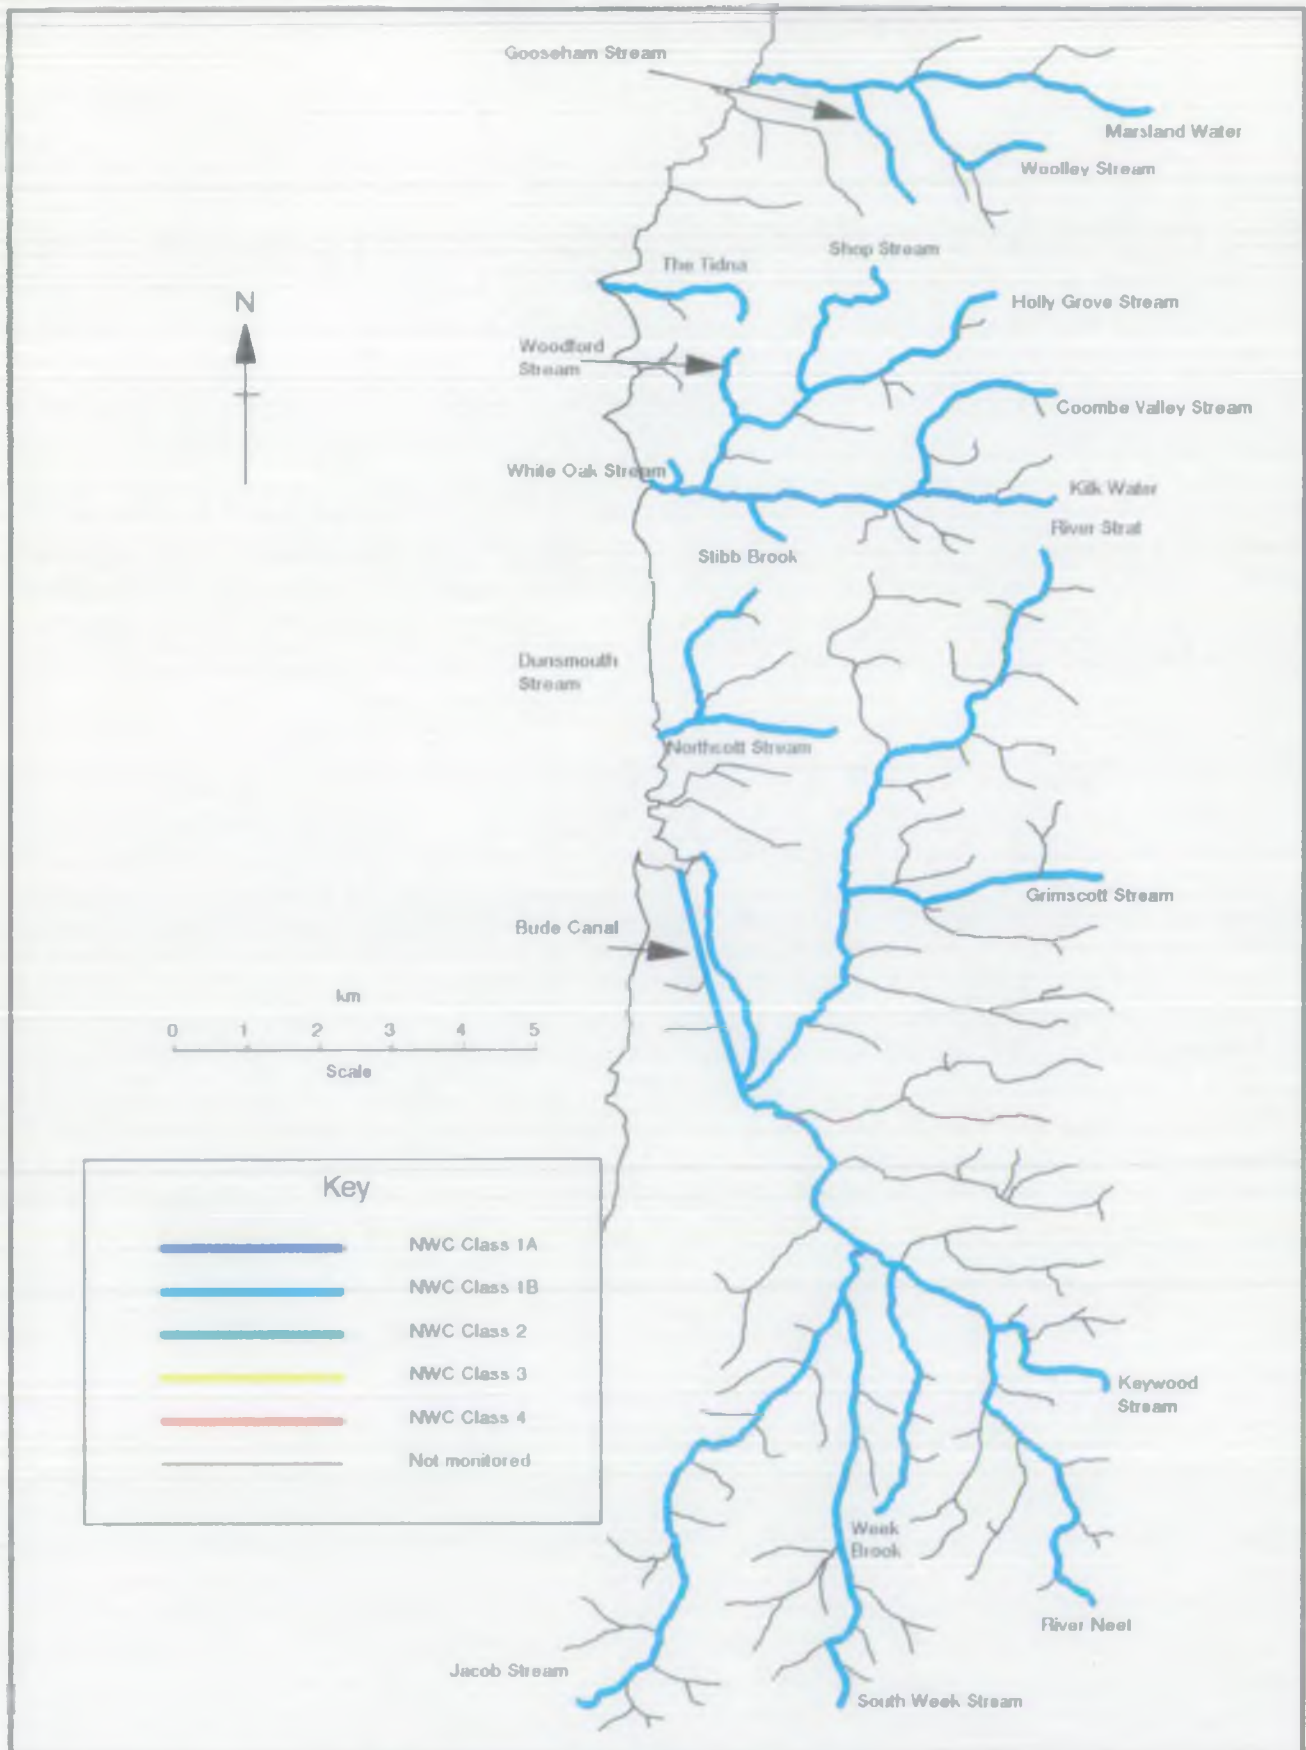 Gooseham Stream
Marsland Water
Woolley Stream
Shop Stream
The Tidna
N
Holly Grove Stream
Woodford
Stream
Coombe Valley Stream
White Oak Stream
Kilk Water
River Strat
Stibb Brook
Dunsmouth
Stream
Northcott Stream
Grimscott Stream
Bude Canal
km
0 1 2 3 4 5
Scale
Key
NWC Class 1A
NWC Class 1B
NWC Class 2
NWC Class 3
NWC Class 4
Not monitored
Keywood
Stream
Week
Brook
River Neet
Jacob Stream
South Week Stream